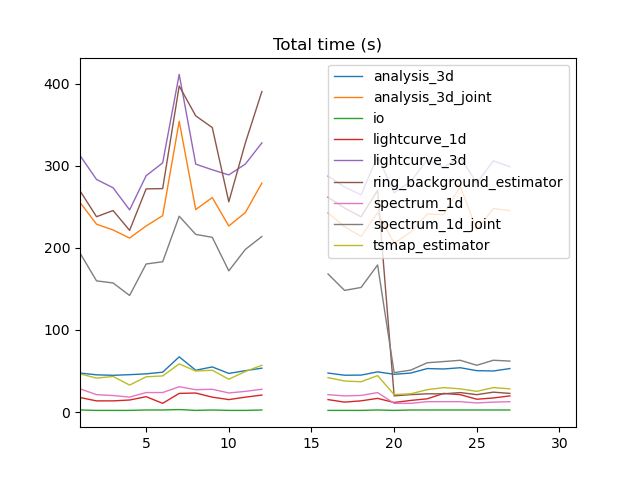 Total time (s)
400
300
200
100
0
5
10
15
20
25
30
analysis_3d
analysis_3d_joint
io
lightcurve_1d
lightcurve_3d
ring_background_estimator
spectrum_1d
spectrum_1d_joint
tsmap_estimator